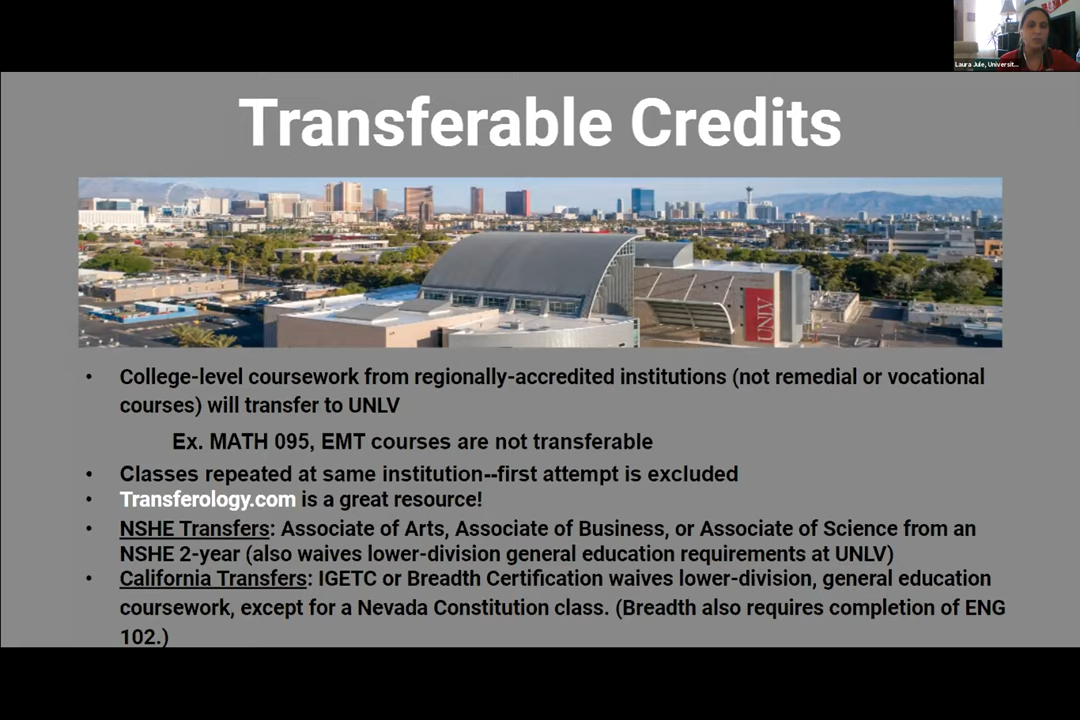 Laura Jule, Universit...
Transferable Credits
UNLV
• College-level coursework from regionally-accredited institutions (not remedial or vocational
courses) will transfer to UNLV
Ex. MATH 095, EMT courses are not transferable
• Classes repeated at same institution--first attempt is excluded
• Transferology.com is a great resource!
• NSHE Transfers: Associate of Arts, Associate of Business, or Associate of Science from an
NSHE 2-year (also waives lower-division general education requirements at UNLV)
• California Transfers: IGETC or Breadth Certification waives lower-division, general education
coursework, except for a Nevada Constitution class. (Breadth also requires completion of ENG
102.)